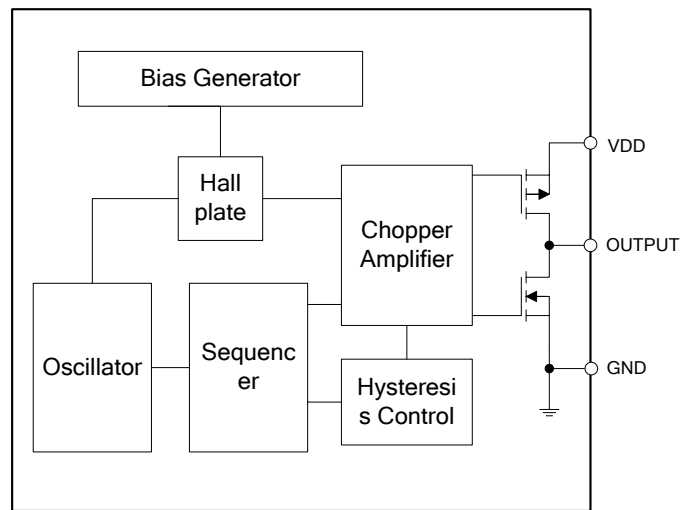 Bias Generator
Hall
plate
Chopper
Amplifier
VDD
OUTPUT
GND
Oscillator
Sequenc
er
Hysteresi
s Control